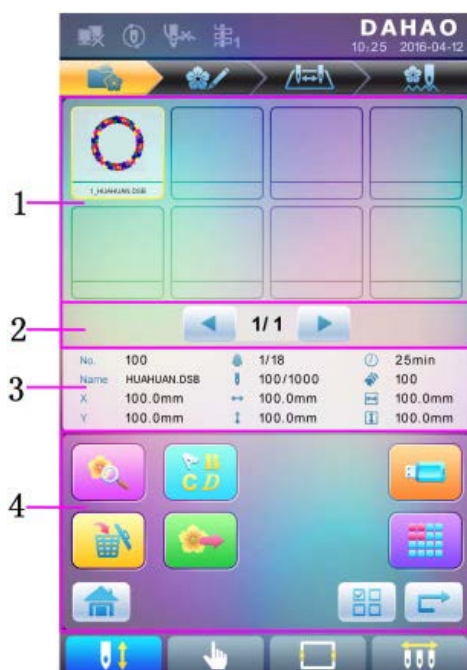 DAHAO
10:25 2016-04-12
1
1
1_HUAHUAN.DSB
2
1/1
3
No. 100 1/18 25min
Name HUAHUAN.DSB 100/1000 100
X 100.0mm 100.0mm 100.0mm
Y 100.0mm 100.0mm 100.0mm
4
A B
C D